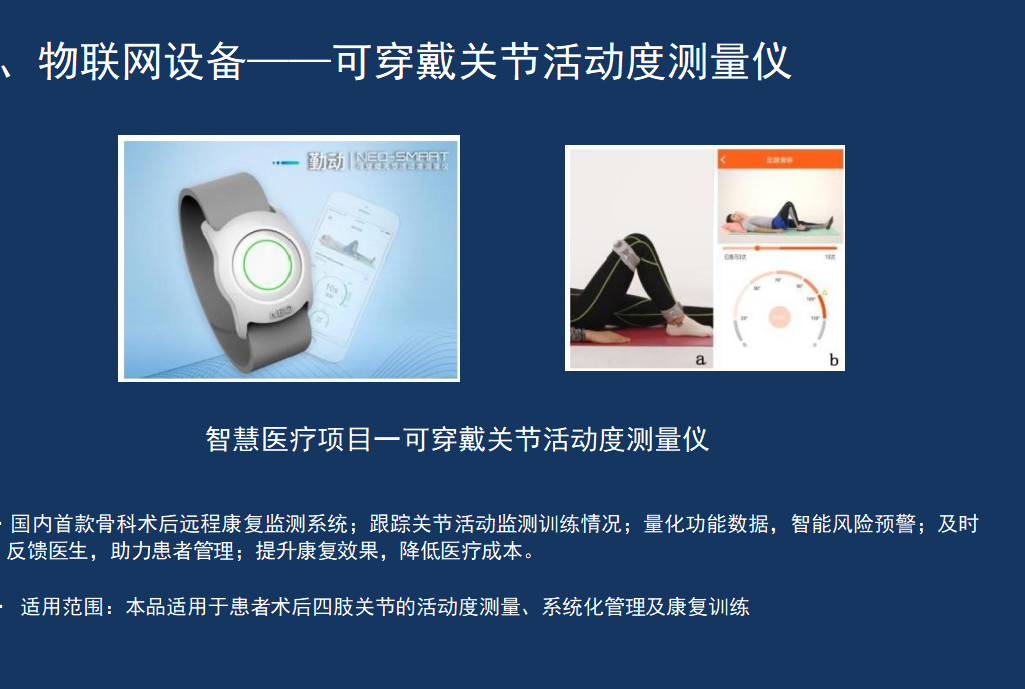 、物联网设备——可穿戴关节活动度测量仪
勤动 NEO-SMART
a
b
智慧医疗项目一可穿戴关节活动度测量仪
· 国内首款骨科术后远程康复监测系统；跟踪关节活动监测训练情况；量化功能数据，智能风险预警；及时
反馈医生，助力患者管理；提升康复效果，降低医疗成本。
· 适用范围：本品适用于患者术后四肢关节的活动度测量、系统化管理及康复训练